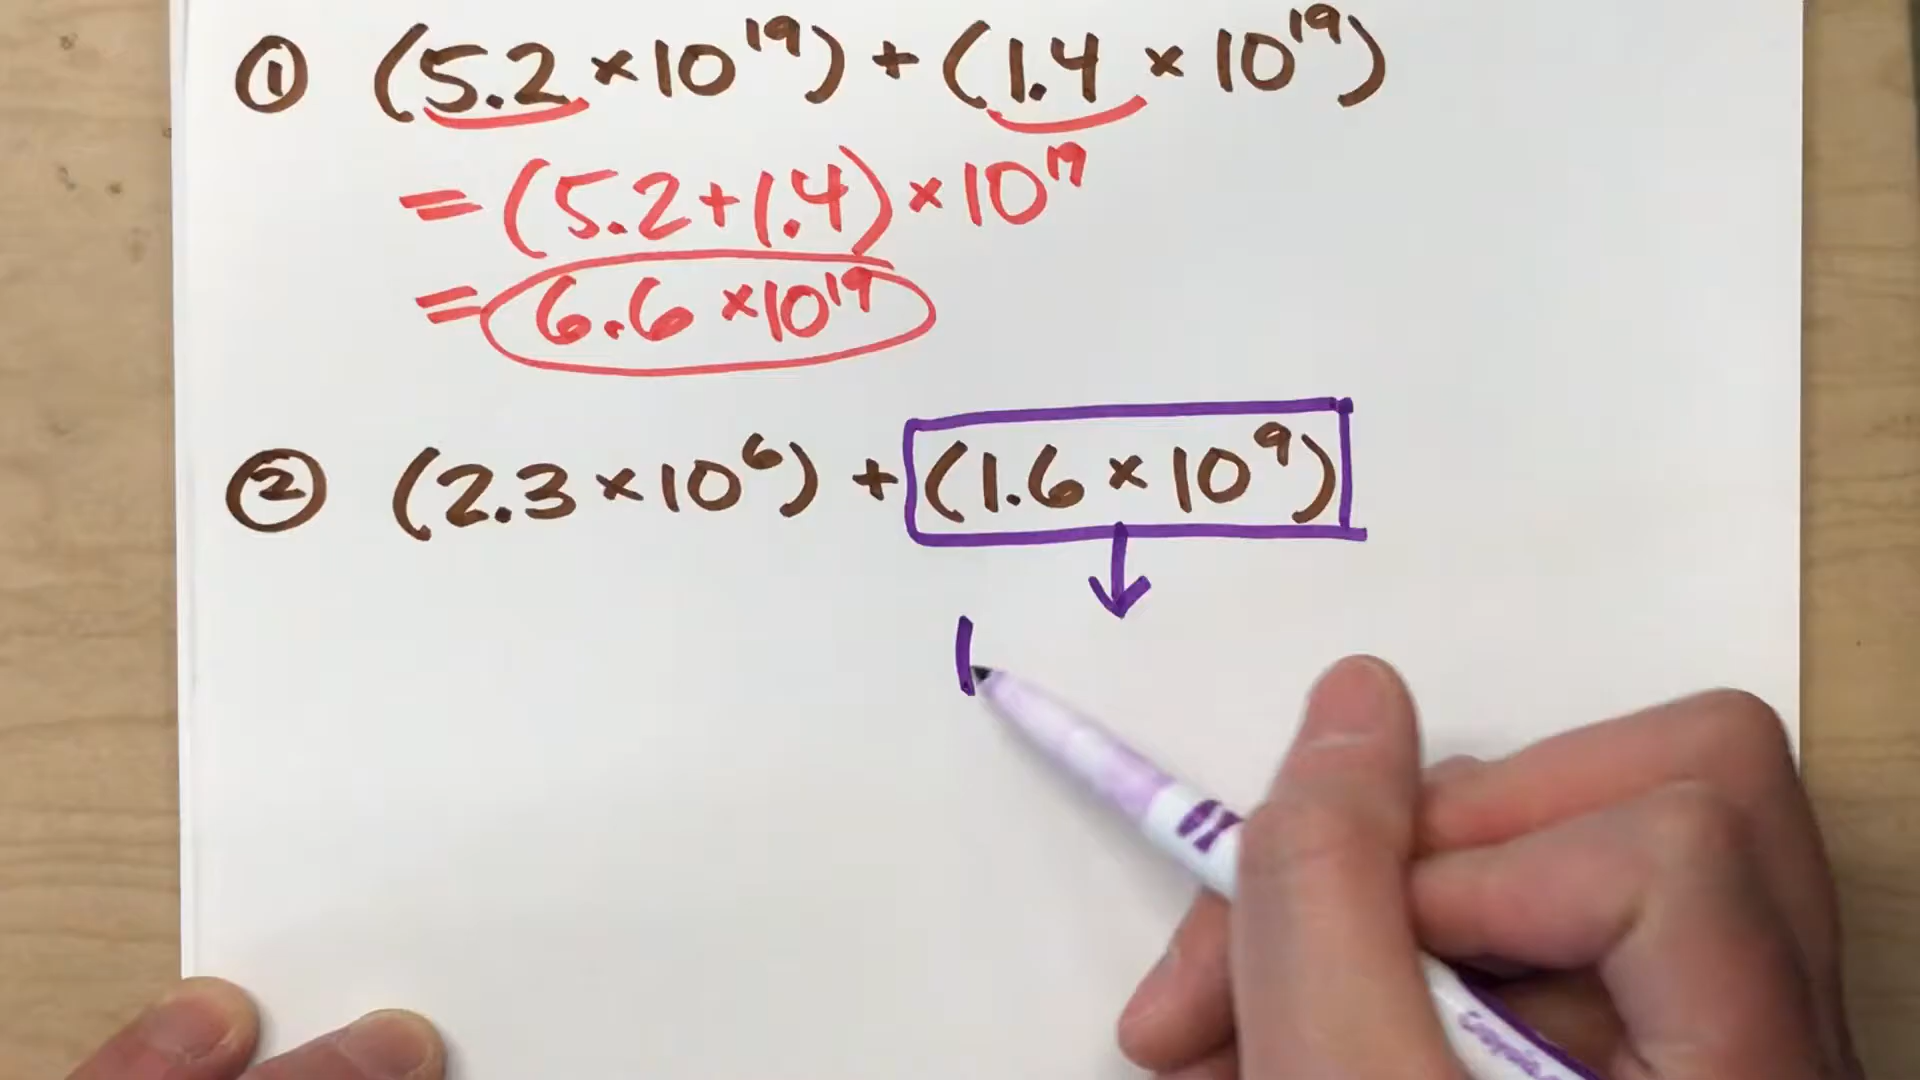 ① (5.2 × 10¹⁹) + (1.4 × 10¹⁹)
= (5.2 + 1.4) × 10¹⁹
= 6.6 × 10¹⁹
② (2.3 × 10⁶) + (1.6 × 10⁹)
1